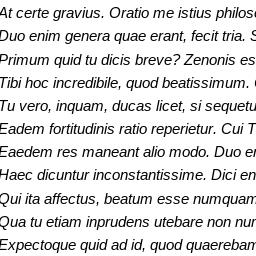 At certe gravius. Oratio me istius philos
Duo enim genera quae erant, fecit tria. S
Primum quid tu dicis breve? Zenonis es
Tibi hoc incredibile, quod beatissimum.
Tu vero, inquam, ducas licet, si sequetu
Eadem fortitudinis ratio reperietur. Cui T
Eaedem res maneant alio modo. Duo en
Haec dicuntur inconstantissime. Dici en
Qui ita affectus, beatum esse numquam
Qua tu etiam inprudens utebare non nun
Expectoque quid ad id, quod quaerebam